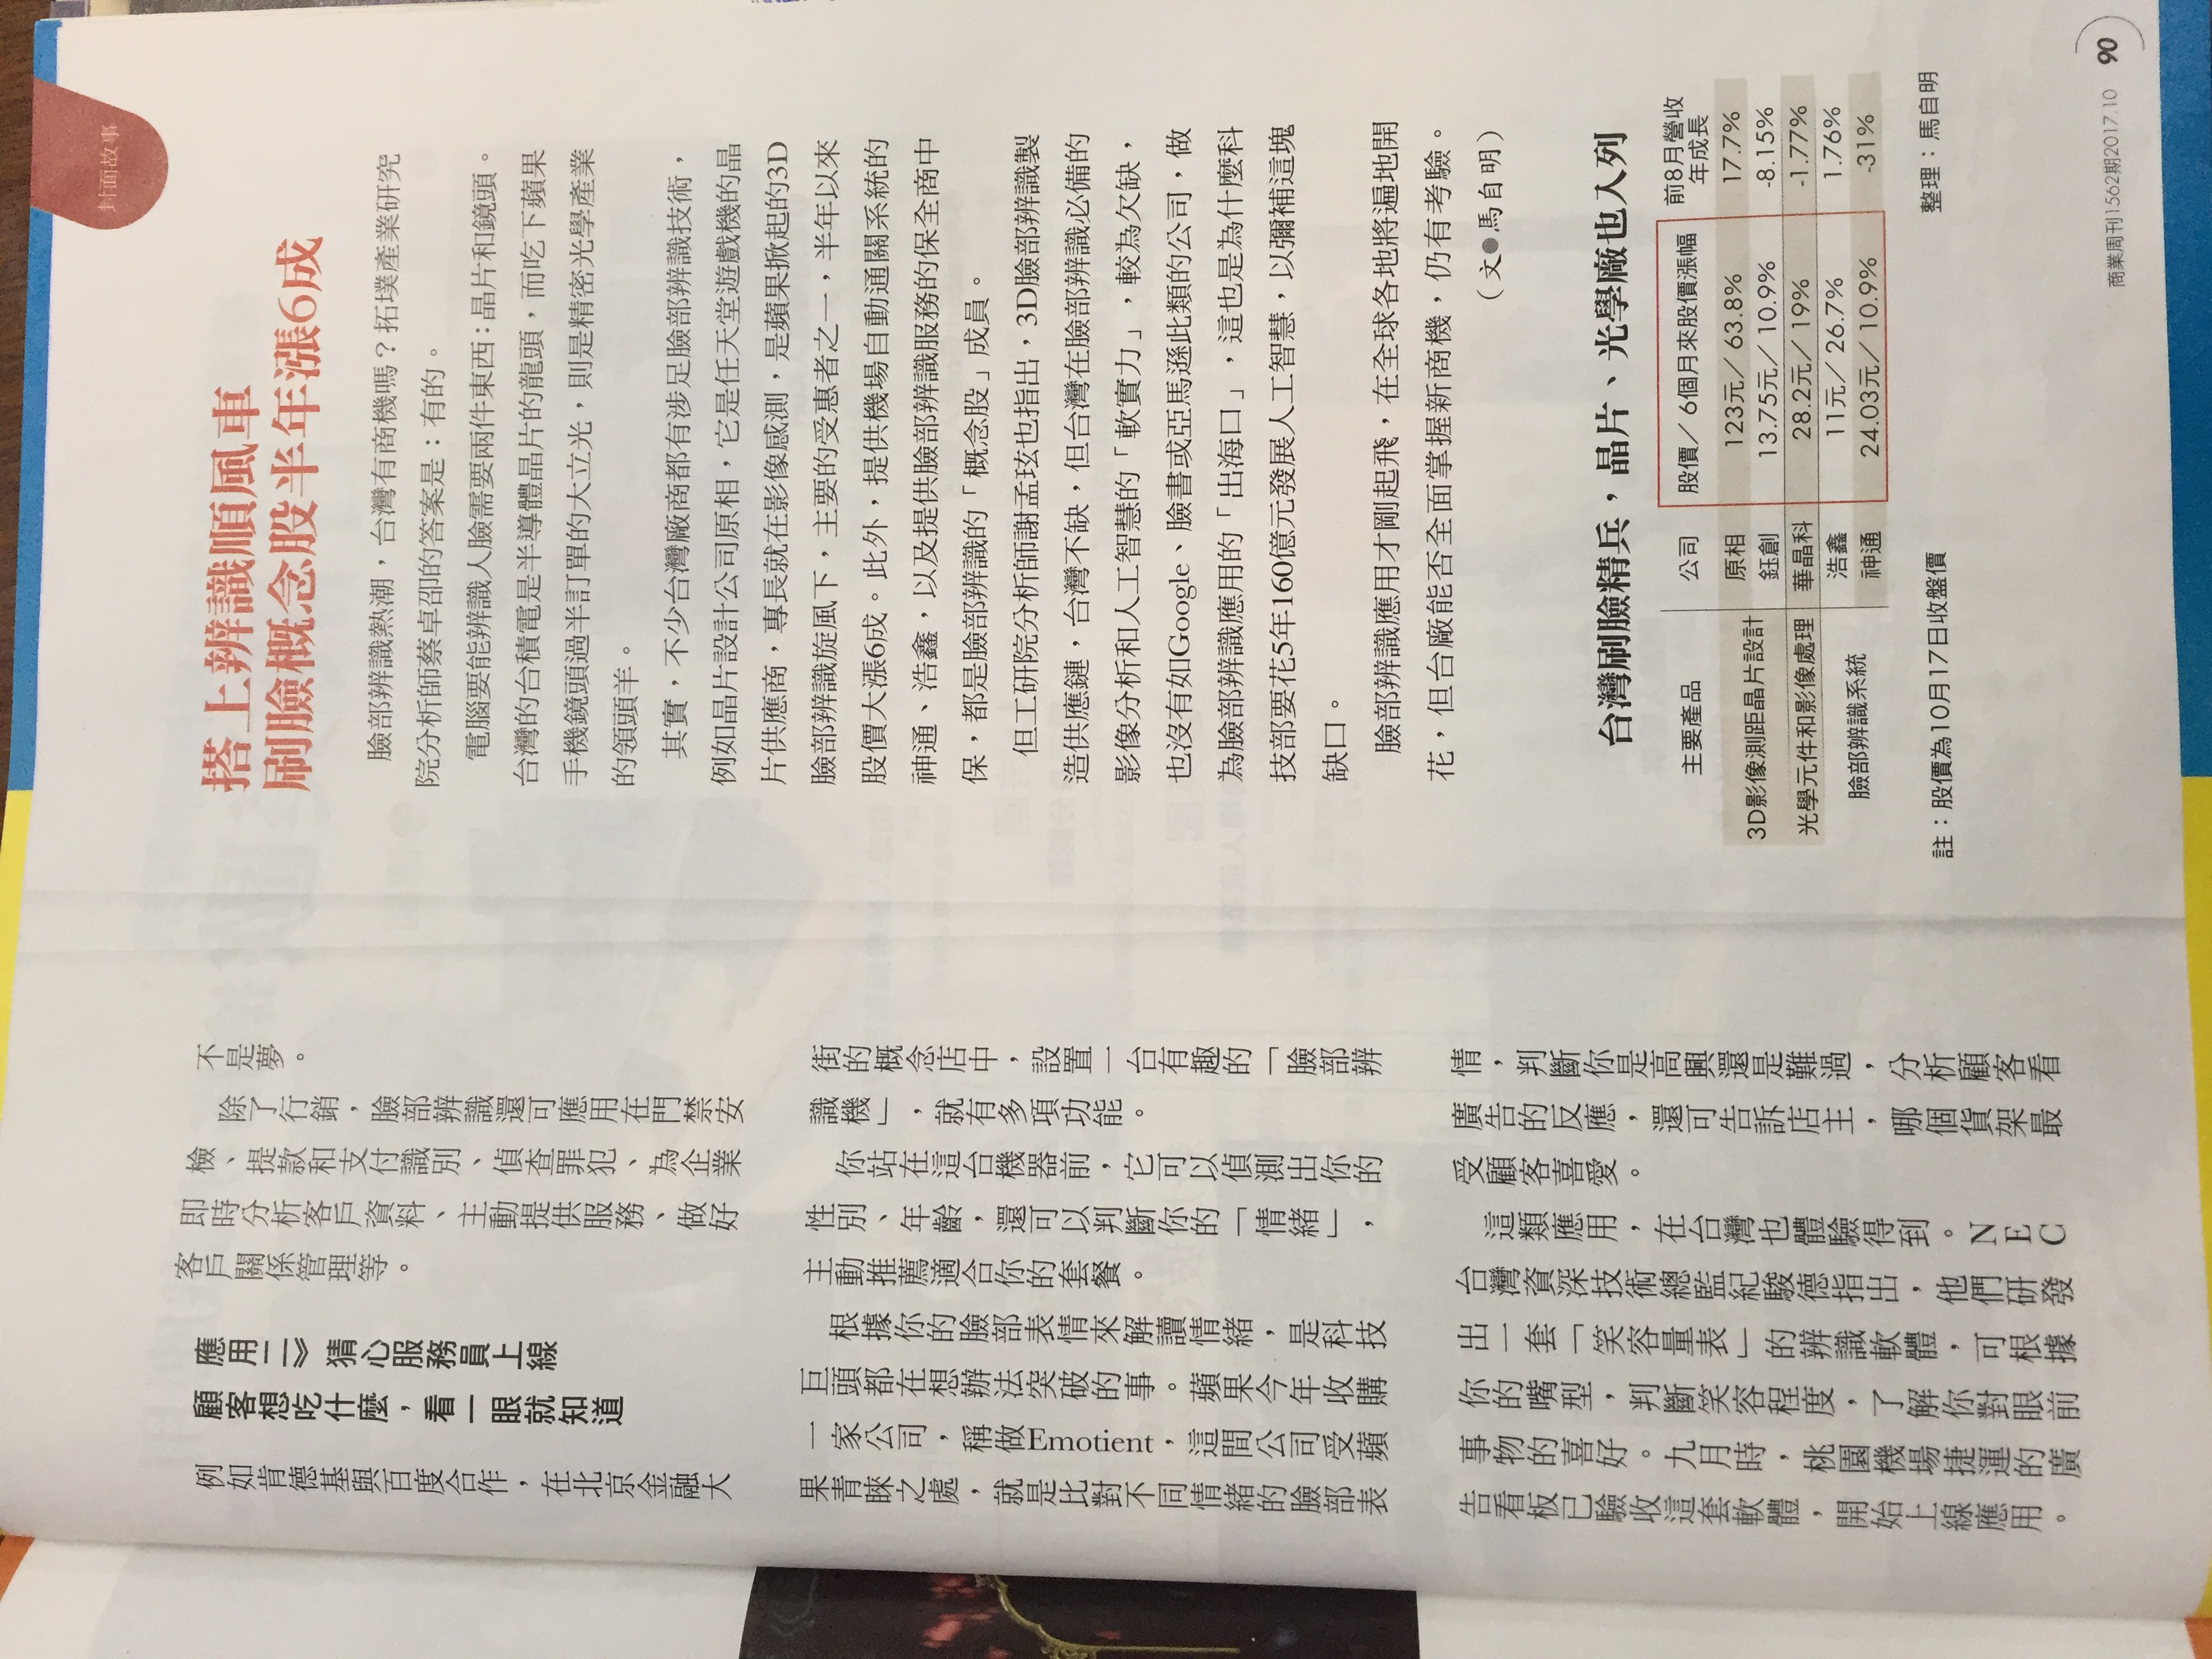 封面故事
搭上辨識順風車
刷臉概念股半年漲6成
臉部辨識熱潮，台灣有商機嗎？拓墣產業研究
院分析師蔡卓卲的答案是：有的。
電腦要能辨識人臉需要兩件東西：晶片和鏡頭。
台灣的台積電是半導體晶片的龍頭，而吃下蘋果
手機鏡頭過半訂單的大立光，則是精密光學產業
的領頭羊。
其實，不少台灣廠商都有涉足臉部辨識技術，
例如晶片設計公司原相，它是任天堂遊戲機的晶
片供應商，專長就在影像感測，是蘋果掀起的3D
臉部辨識旋風下，主要的受惠者之一，半年以來
股價大漲6成。此外，提供機場自動通關系統的
神通、浩鑫，以及提供臉部辨識服務的保全商中
保，都是臉部辨識的「概念股」成員。
但工研院分析師謝孟玹也指出，3D臉部辨識製
造供應鏈，台灣不缺，但台灣在臉部辨識必備的
影像分析和人工智慧的「軟實力」，較為欠缺，
也沒有如Google、臉書或亞馬遜此類的公司，做
為臉部辨識應用的「出海口」，這也是為什麼科
技部要花5年160億元發展人工智慧，以彌補這塊
缺口。
臉部辨識應用才剛起飛，在全球各地將遍地開
花，但台廠能否全面掌握新商機，仍有考驗。
（文●馬自明）
台灣刷臉精兵，晶片、光學廠也入列
主要產品 公司 股價／6個月來股價漲幅 前8月營收年成長
3D影像測距晶片設計 原相 123元／63.8% 17.7%
鈺創 13.75元／10.9% -8.15%
光學元件和影像處理 華晶科 28.2元／19% -1.77%
臉部辨識系統 浩鑫 11元／26.7% 1.76%
神通 24.03元／10.9% -31%
註：股價為10月17日收盤價 整理：馬自明
不是夢。
除了行銷，臉部辨識還可應用在門禁安
檢、提款和支付識別、偵查罪犯、為企業
即時分析客戶資料、主動提供服務、做好
客戶關係管理等。
應用二》猜心服務員上線
顧客想吃什麼，看一眼就知道
例如肯德基與百度合作，在北京金融大
街的概念店中，設置一台有趣的「臉部辨
識機」，就有多項功能。
你站在這台機器前，它可以偵測出你的
性別、年齡，還可以判斷你的「情緒」，
主動推薦適合你的套餐。
根據你的臉部表情來解讀情緒，是科技
巨頭都在想辦法突破的事。蘋果今年收購
一家公司，稱做Emotient，這間公司受蘋
果青睞之處，就是比對不同情緒的臉部表
情，判斷你是高興還是難過，分析顧客看
廣告的反應，還可告訴店主，哪個貨架最
受顧客喜愛。
這類應用，在台灣也體驗得到。NEC
台灣資深技術總監紀駿德指出，他們研發
出一套「笑容量表」的辨識軟體，可根據
你的嘴型，判斷笑容程度，了解你對眼前
事物的喜好。九月時，桃園機場捷運的廣
告看板已驗收這套軟體，開始上線應用。
商業周刊1562期2017.10 90